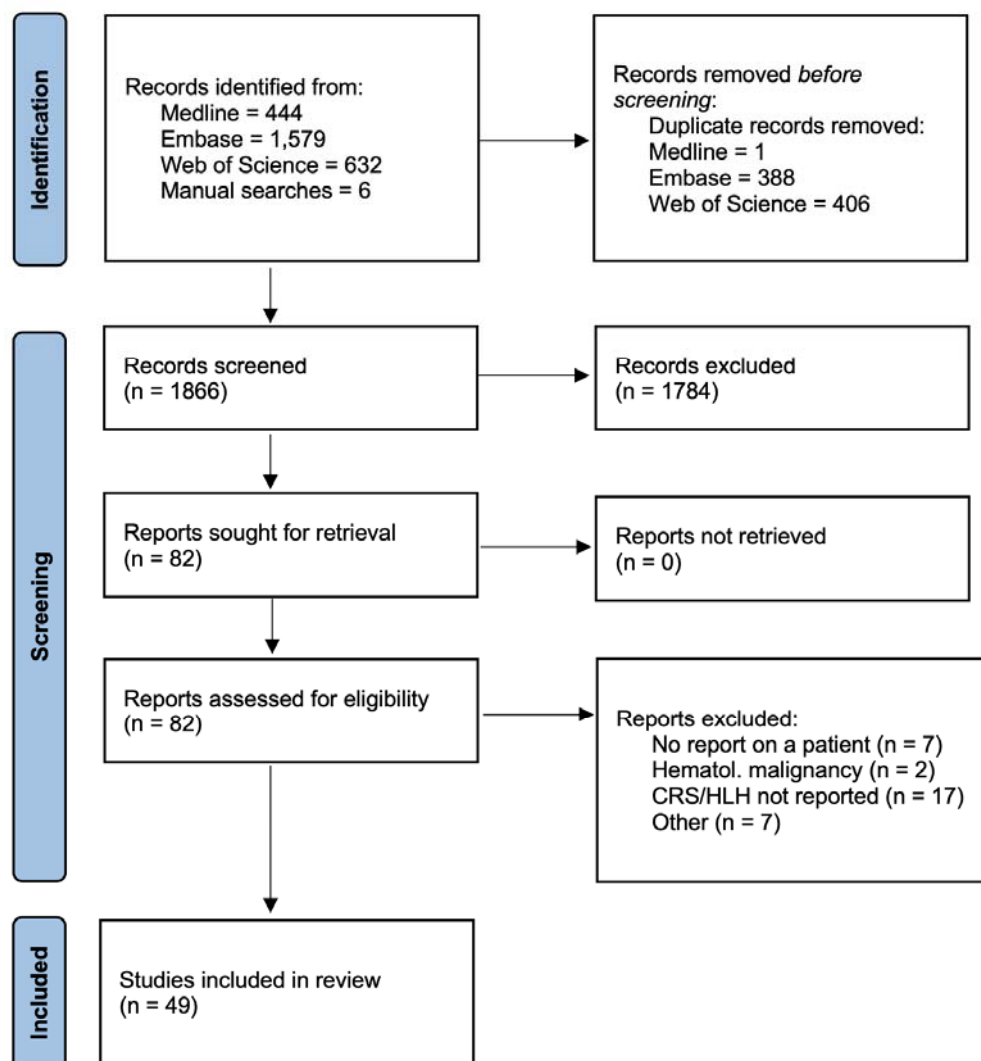 Identification
Records identified from:
Medline = 444
Embase = 1,579
Web of Science = 632
Manual searches = 6
Records removed before
screening:
Duplicate records removed:
Medline = 1
Embase = 388
Web of Science = 406
Screening
Records screened
(n = 1866)
Records excluded
(n = 1784)
Reports sought for retrieval
(n = 82)
Reports not retrieved
(n = 0)
Reports assessed for eligibility
(n = 82)
Reports excluded:
No report on a patient (n = 7)
Hematol. malignancy (n = 2)
CRS/HLH not reported (n = 17)
Other (n = 7)
Included
Studies included in review
(n = 49)